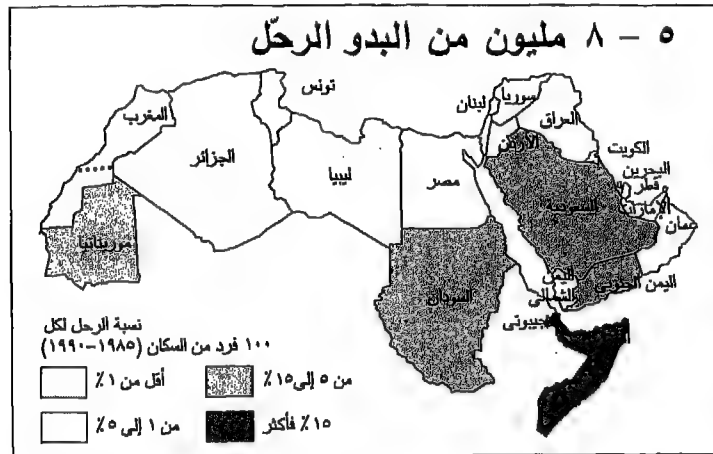 ٥ – ٨ مليون من البدو الرحّل
تونس
المغرب
الجزائر
ليبيا
مصر
لبنان
سوريا
العراق
الأردن
الكويت
البحرين
قطر
الإمارات
السعودية
عمان
موريتانيا
السودان
اليمن الشمالي
اليمن الجنوبي
جيبوتى
نسبة الرحل لكل
١٠٠ فرد من السكان (١٩٨٥–١٩٩٠)
أقل من ١٪
من ٥ إلى ١٥٪
من ١ إلى ٥٪
١٥٪ فأكثر